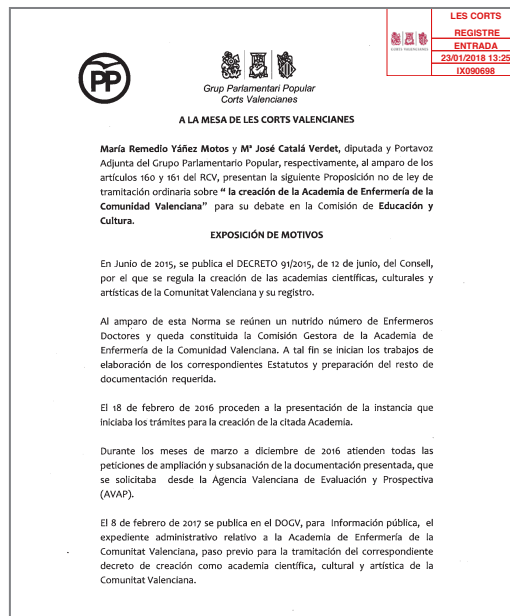 LES CORTS
REGISTRE
ENTRADA
23/01/2018 13:25
IX090698
CORTS VALENCIANES
PP
Grup Parlamentari Popular
Corts Valencianes
A LA MESA DE LES CORTS VALENCIANES
María Remedio Yáñez Motos y Mª José Catalá Verdet, diputada y Portavoz
Adjunta del Grupo Parlamentario Popular, respectivamente, al amparo de los
artículos 160 y 161 del RCV, presentan la siguiente Proposición no de ley de
tramitación ordinaria sobre “ la creación de la Academia de Enfermería de la
Comunidad Valenciana” para su debate en la Comisión de Educación y
Cultura.
EXPOSICIÓN DE MOTIVOS
En Junio de 2015, se publica el DECRETO 91/2015, de 12 de junio, del Consell,
por el que se regula la creación de las academias científicas, culturales y
artísticas de la Comunitat Valenciana y su registro.
Al amparo de esta Norma se reúnen un nutrido número de Enfermeros
Doctores y queda constituida la Comisión Gestora de la Academia de
Enfermería de la Comunidad Valenciana. A tal fin se inician los trabajos de
elaboración de los correspondientes Estatutos y preparación del resto de
documentación requerida.
El 18 de febrero de 2016 proceden a la presentación de la instancia que
iniciaba los trámites para la creación de la citada Academia.
Durante los meses de marzo a diciembre de 2016 atienden todas las
peticiones de ampliación y subsanación de la documentación presentada, que
se solicitaba desde la Agencia Valenciana de Evaluación y Prospectiva
(AVAP).
El 8 de febrero de 2017 se publica en el DOGV, para Información pública, el
expediente administrativo relativo a la Academia de Enfermería de la
Comunitat Valenciana, paso previo para la tramitación del correspondiente
decreto de creación como academia científica, cultural y artística de la
Comunitat Valenciana.